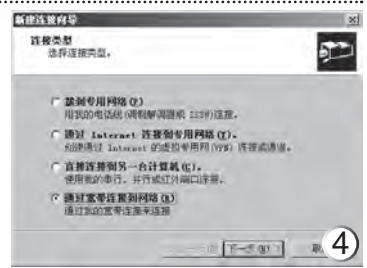 新建连接向导
连接类型
选择连接类型。
拨到专用网络(P)
用我的电话线(调制解调器或 ISDN)连接。
通过 Internet 连接到专用网络(V)。
创建通过 Internet 的虚拟专用网(VPN) 连接或通道。
直接连接到另一台计算机(C)。
使用我的串行、并行或红外端口连接。
通过宽带连接到网络(B)
通过我的宽带连接来连接
下一步(N) >
取
4